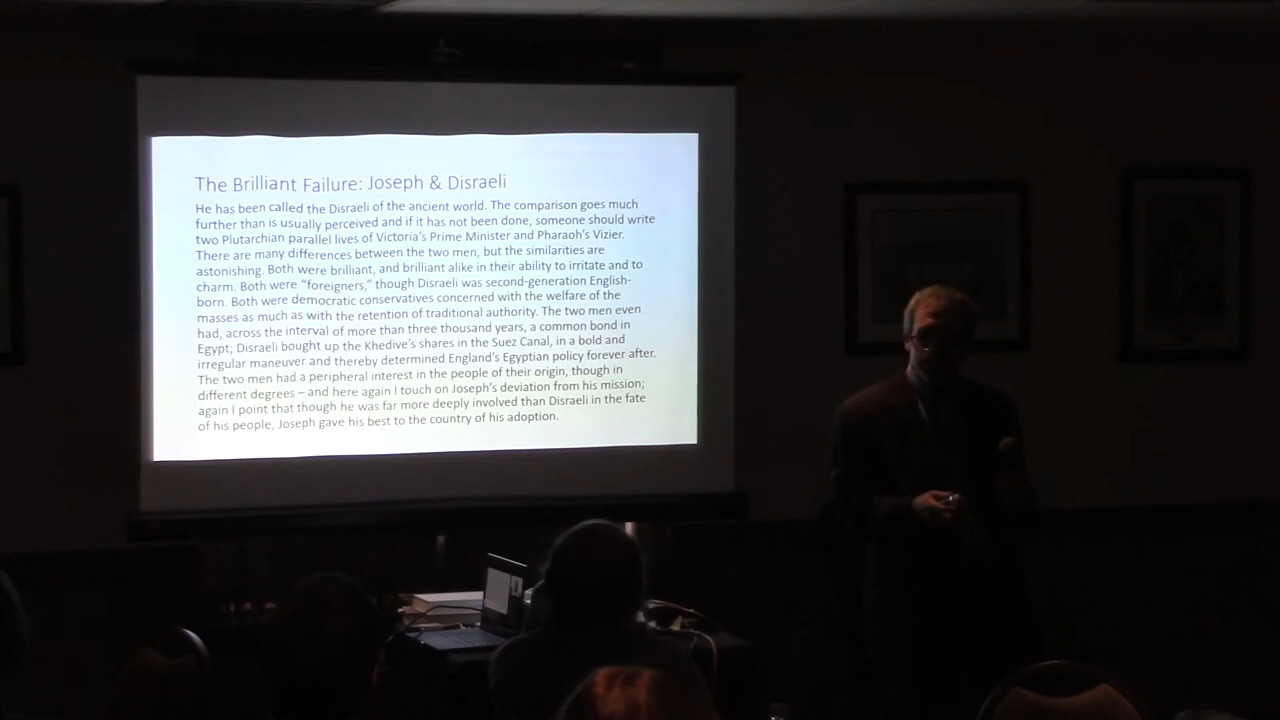 The Brilliant Failure: Joseph & Disraeli
He has been called the Disraeli of the ancient world. The comparison goes much
further than is usually perceived and if it has not been done, someone should write
two Plutarchian parallel lives of Victoria's Prime Minister and Pharaoh's Vizier.
There are many differences between the two men, but the similarities are
astonishing. Both were brilliant, and brilliant alike in their ability to irritate and to
charm. Both were “foreigners,” though Disraeli was second-generation English-
born. Both were democratic conservatives concerned with the welfare of the
masses as much as with the retention of traditional authority. The two men even
had, across the interval of more than three thousand years, a common bond in
Egypt; Disraeli bought up the Khedive's shares in the Suez Canal, in a bold and
irregular maneuver and thereby determined England's Egyptian policy forever after.
The two men had a peripheral interest in the people of their origin, though in
different degrees – and here again I touch on Joseph's deviation from his mission;
again I point that though he was far more deeply involved than Disraeli in the fate
of his people, Joseph gave his best to the country of his adoption.